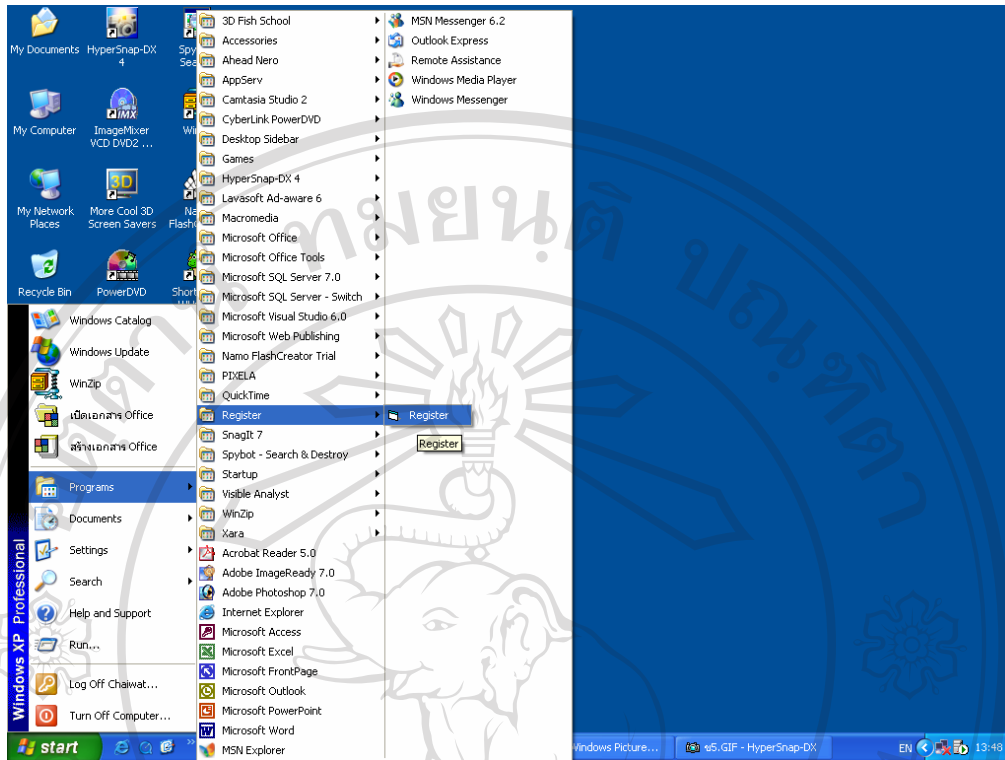 My Documents
HyperSnap-DX
4
Spy
Sea
My Computer
ImageMixer
VCD DVD2 ...
Wi
My Network
Places
More Cool 3D
Screen Savers
Na
Flash
Recycle Bin
PowerDVD
Short
Windows Catalog
Windows Update
WinZip
เปิดเอกสาร Office
สร้างเอกสาร Office
Programs
Documents
Settings
Search
Help and Support
Run...
Log Off Chaiwat...
Turn Off Computer...
Windows XP Professional
3D Fish School
Accessories
Ahead Nero
AppServ
Camtasia Studio 2
CyberLink PowerDVD
Desktop Sidebar
Games
HyperSnap-DX 4
Lavasoft Ad-aware 6
Macromedia
Microsoft Office
Microsoft Office Tools
Microsoft SQL Server 7.0
Microsoft SQL Server - Switch
Microsoft Visual Studio 6.0
Microsoft Web Publishing
Namo FlashCreator Trial
PIXELA
QuickTime
Register
SnagIt 7
Spybot - Search & Destroy
Startup
Visible Analyst
WinZip
Xara
Acrobat Reader 5.0
Adobe ImageReady 7.0
Adobe Photoshop 7.0
Internet Explorer
Microsoft Access
Microsoft Excel
Microsoft FrontPage
Microsoft Outlook
Microsoft PowerPoint
Microsoft Word
MSN Explorer
MSN Messenger 6.2
Outlook Express
Remote Assistance
Windows Media Player
Windows Messenger
Register
Register
start
Windows Picture...
ข5.GIF - HyperSnap-DX
EN
13:48